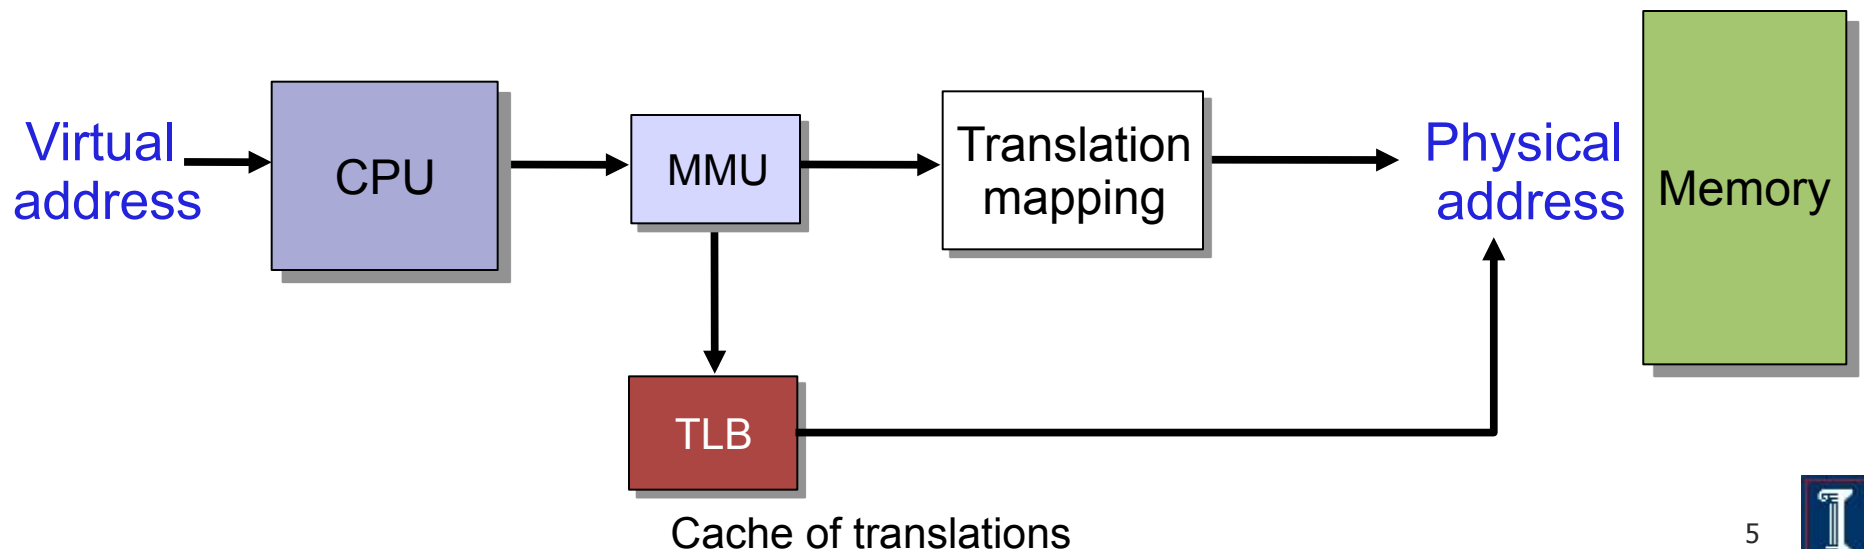 Virtual
address
CPU
MMU
Translation
mapping
Physical
address
Memory
TLB
Cache of translations
5